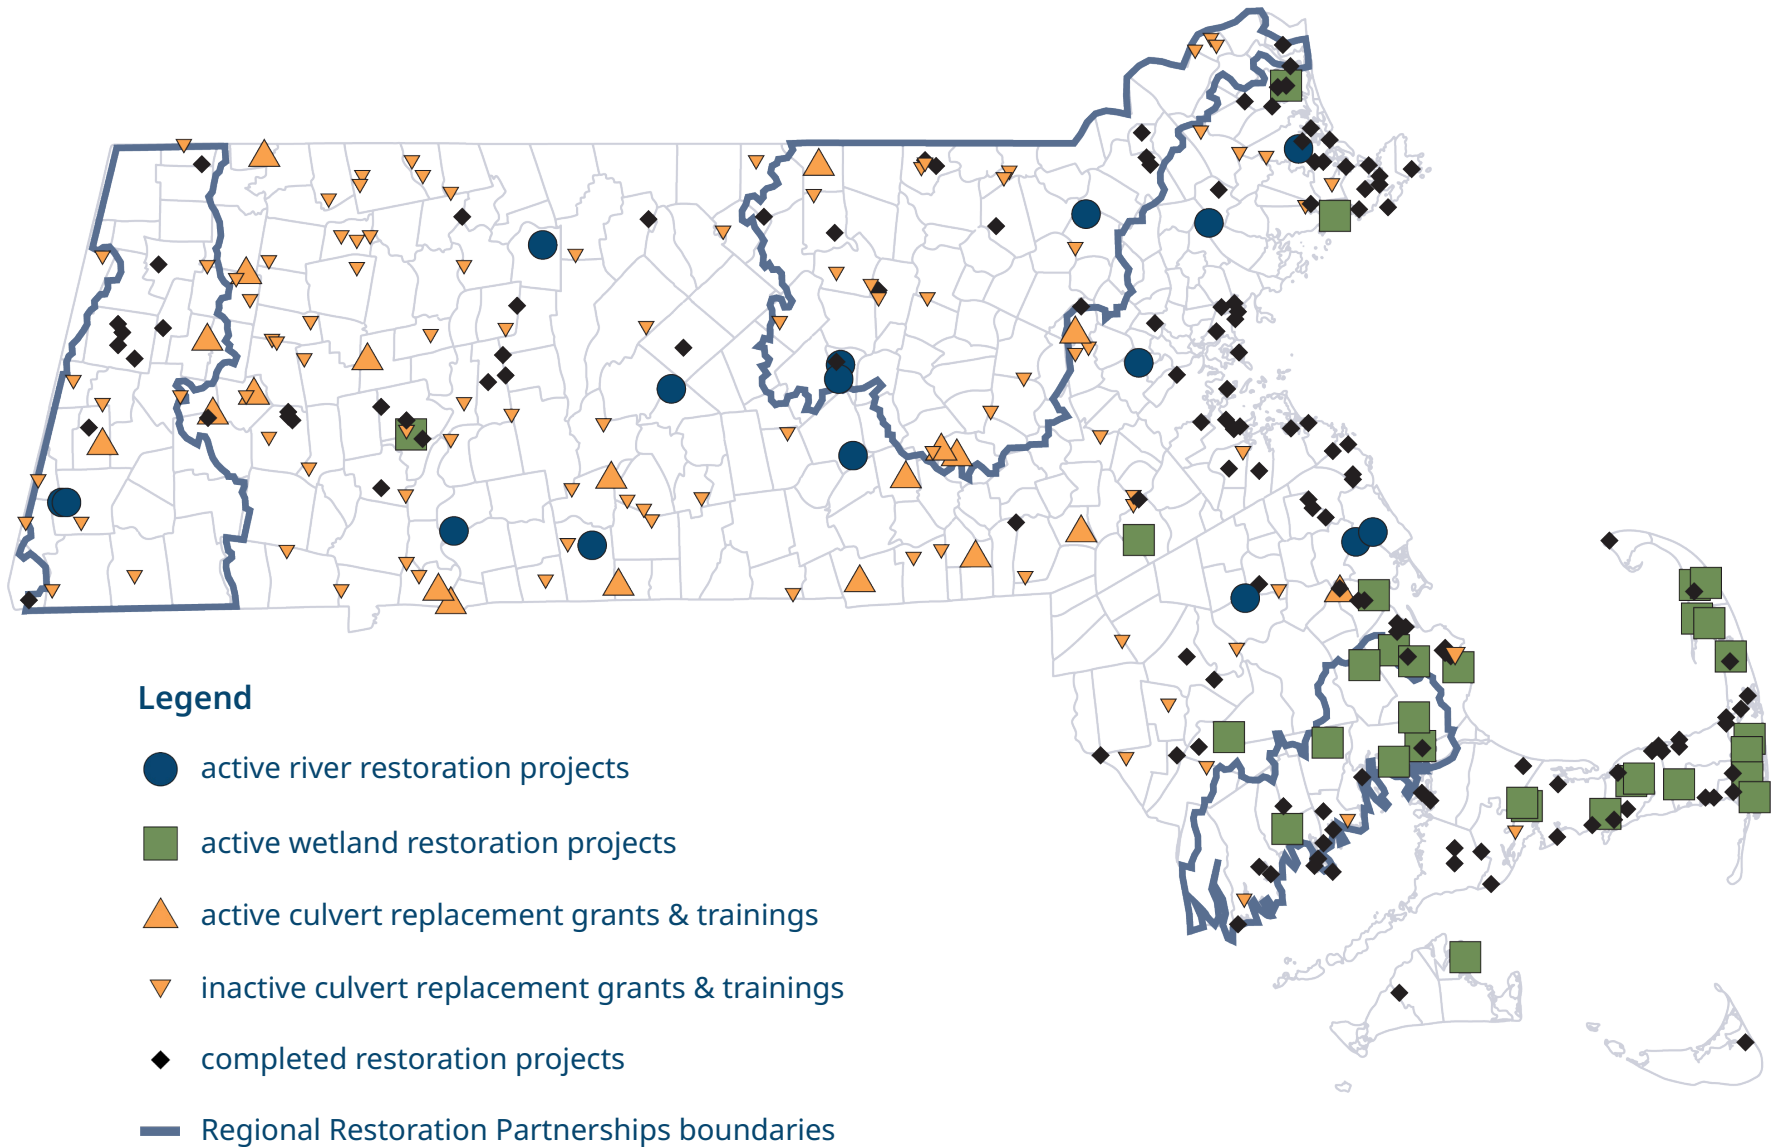 Legend
active river restoration projects
active wetland restoration projects
active culvert replacement grants & trainings
inactive culvert replacement grants & trainings
completed restoration projects
Regional Restoration Partnerships boundaries